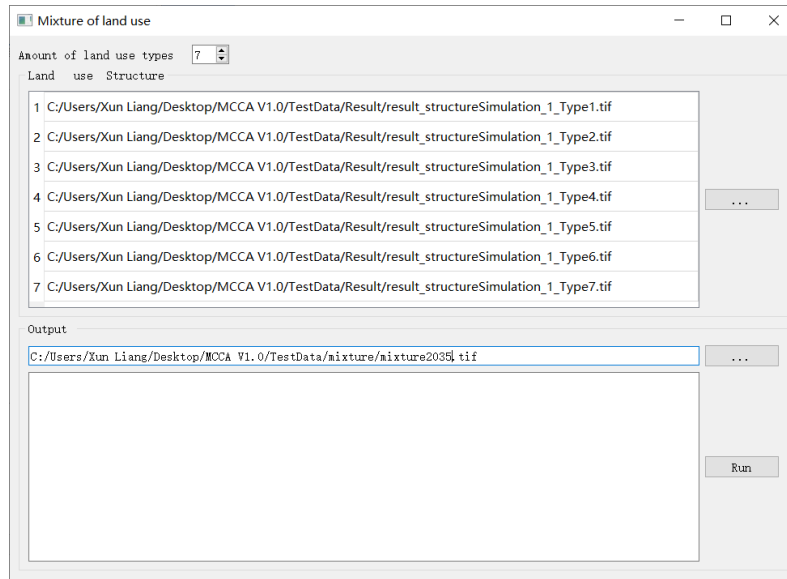 Mixture of land use
Amount of land use types 7
Land use Structure
1 C:/Users/Xun Liang/Desktop/MCCA V1.0/TestData/Result/result_structureSimulation_1_Type1.tif
2 C:/Users/Xun Liang/Desktop/MCCA V1.0/TestData/Result/result_structureSimulation_1_Type2.tif
3 C:/Users/Xun Liang/Desktop/MCCA V1.0/TestData/Result/result_structureSimulation_1_Type3.tif
4 C:/Users/Xun Liang/Desktop/MCCA V1.0/TestData/Result/result_structureSimulation_1_Type4.tif
...
5 C:/Users/Xun Liang/Desktop/MCCA V1.0/TestData/Result/result_structureSimulation_1_Type5.tif
6 C:/Users/Xun Liang/Desktop/MCCA V1.0/TestData/Result/result_structureSimulation_1_Type6.tif
7 C:/Users/Xun Liang/Desktop/MCCA V1.0/TestData/Result/result_structureSimulation_1_Type7.tif
Output
C:/Users/Xun Liang/Desktop/MCCA V1.0/TestData/mixture/mixture2035.tif
...
Run